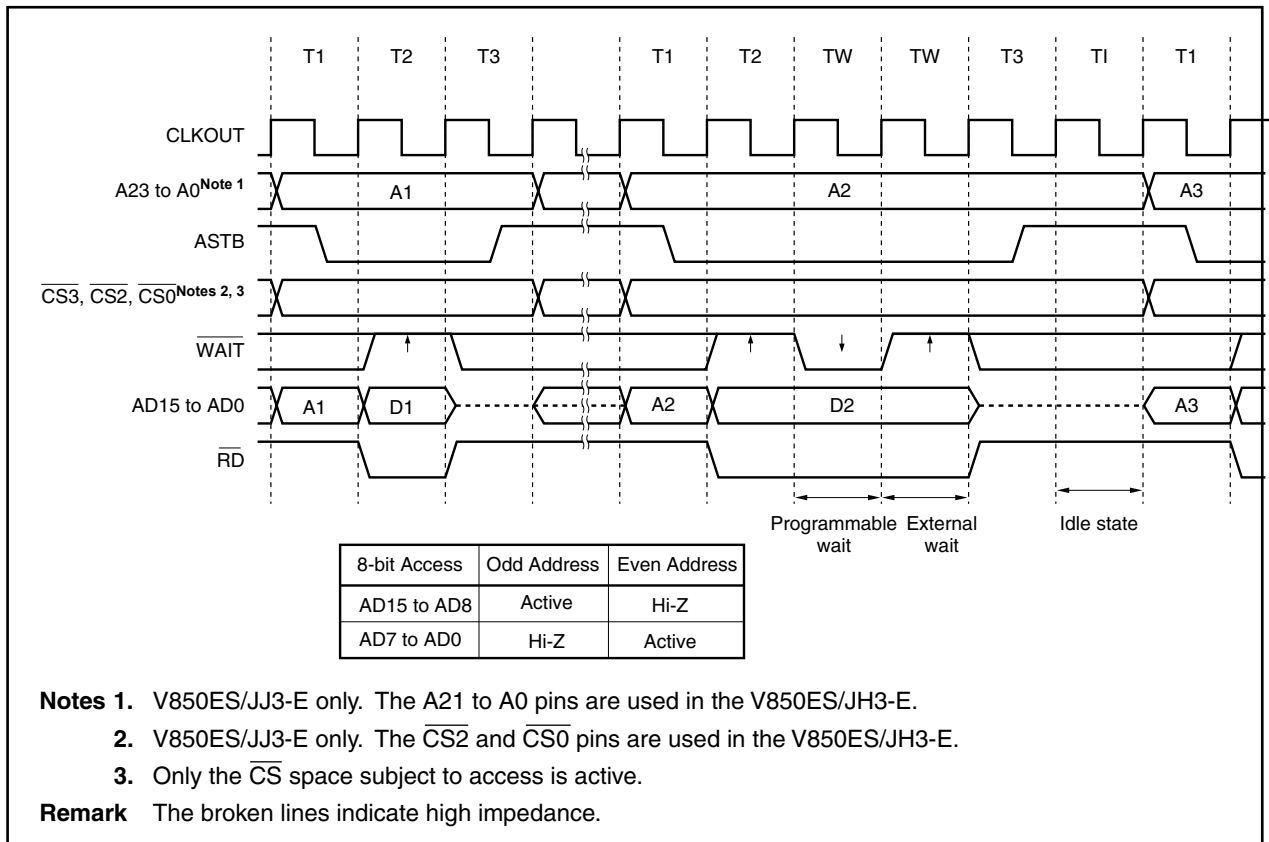 T1 T2 T3 T1 T2 TW TW T3 TI T1
CLKOUT
A23 to A0Note 1 A1 A2 A3
ASTB
CS3, CS2, CS0Notes 2, 3
WAIT
AD15 to AD0 A1 D1 A2 D2 A3
RD
Programmable wait External wait Idle state
8-bit Access Odd Address Even Address
AD15 to AD8 Active Hi-Z
AD7 to AD0 Hi-Z Active
Notes 1. V850ES/JJ3-E only. The A21 to A0 pins are used in the V850ES/JH3-E.
2. V850ES/JJ3-E only. The CS2 and CS0 pins are used in the V850ES/JH3-E.
3. Only the CS space subject to access is active.
Remark The broken lines indicate high impedance.